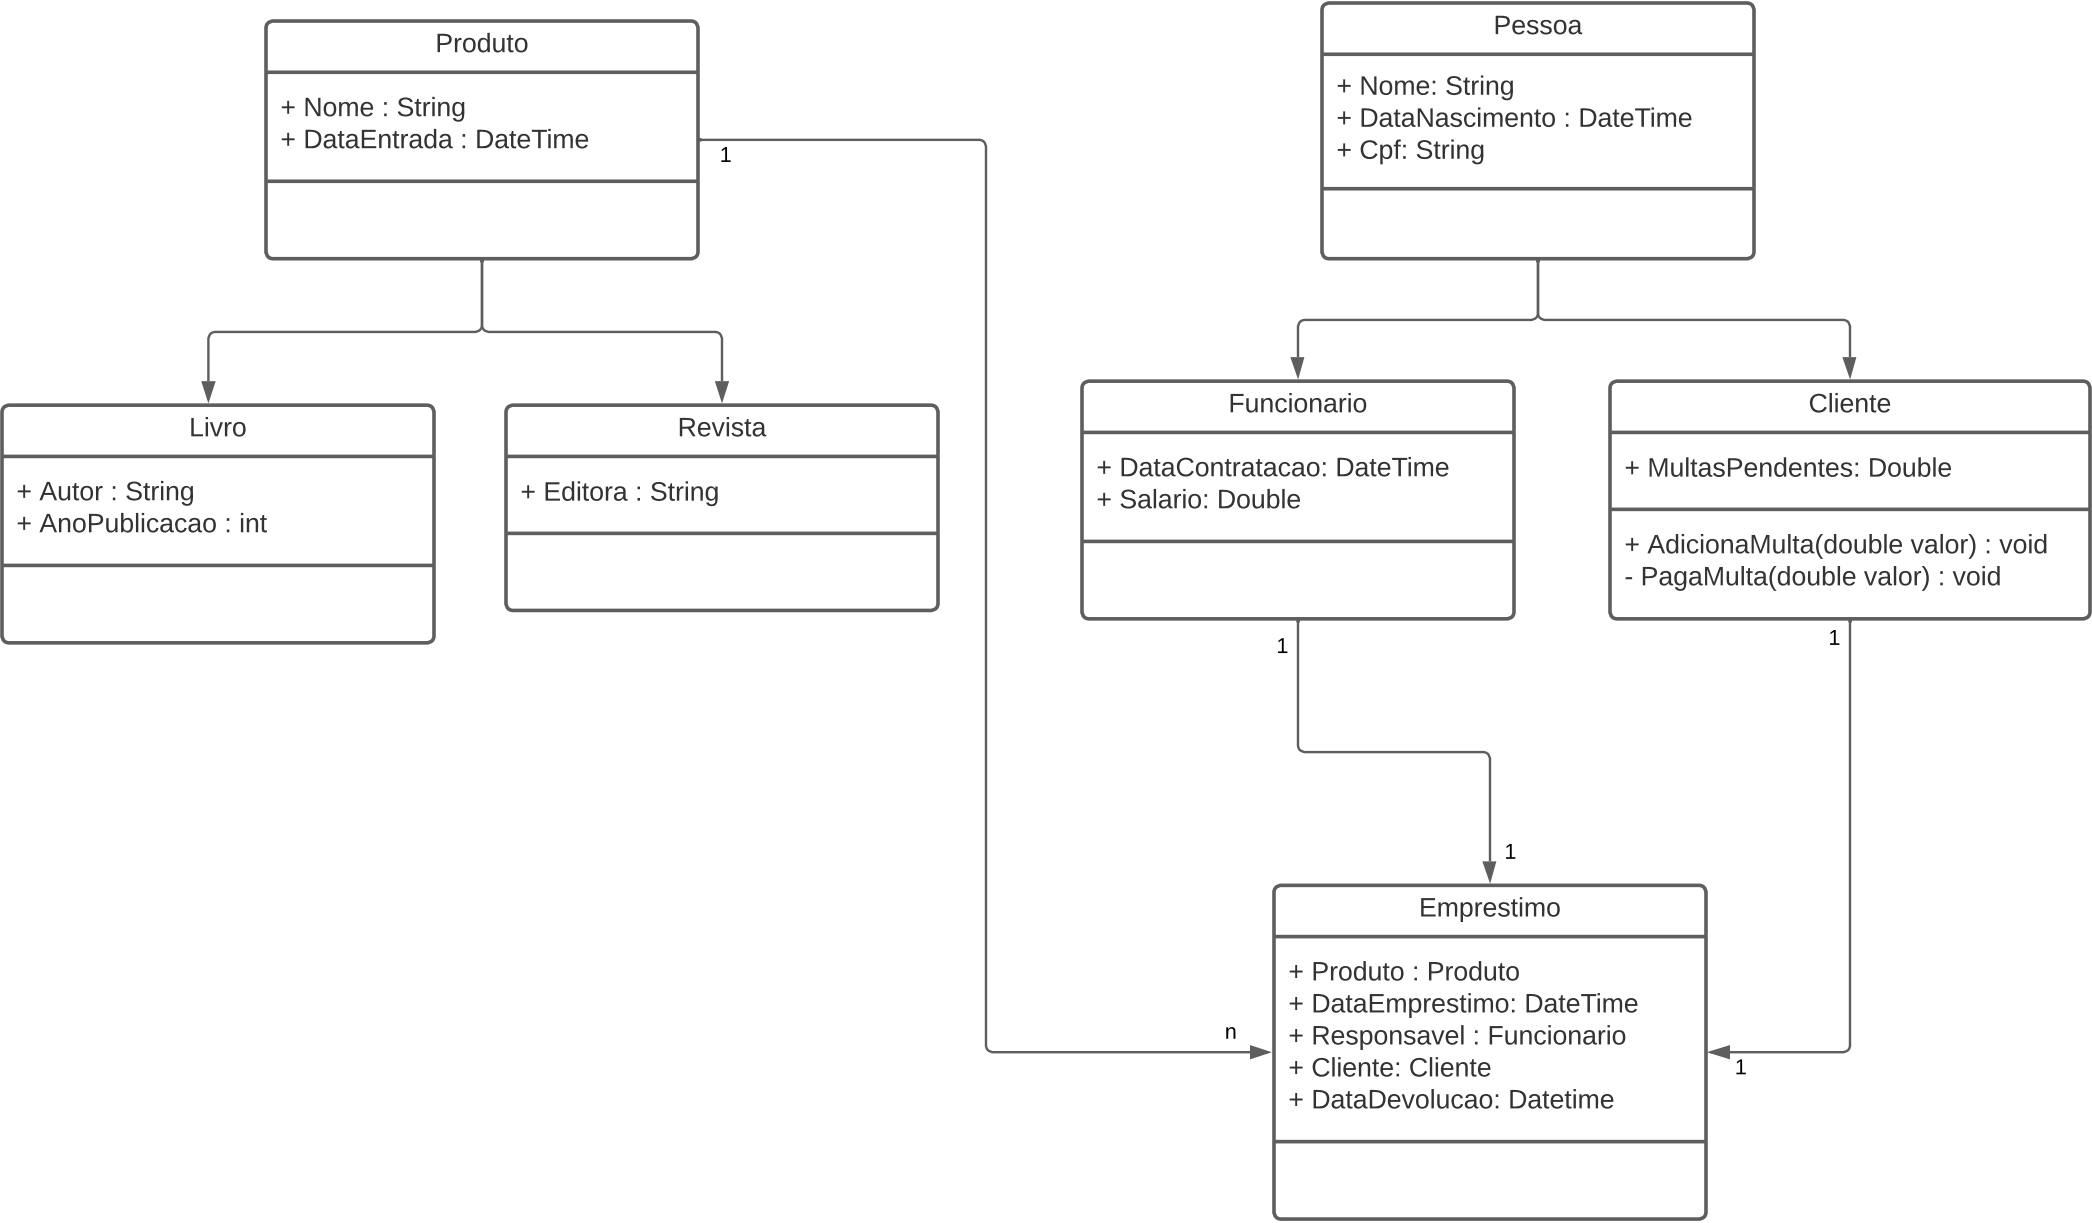 Produto
+ Nome : String
+ DataEntrada : DateTime
1
Pessoa
+ Nome: String
+ DataNascimento : DateTime
+ Cpf: String
Livro
+ Autor : String
+ AnoPublicacao : int
Revista
+ Editora : String
Funcionario
+ DataContratacao: DateTime
+ Salario: Double
1
Cliente
+ MultasPendentes: Double
+ AdicionaMulta(double valor) : void
- PagaMulta(double valor) : void
1
1
n
Emprestimo
+ Produto : Produto
+ DataEmprestimo: DateTime
+ Responsavel : Funcionario
+ Cliente: Cliente
+ DataDevolucao: Datetime
1